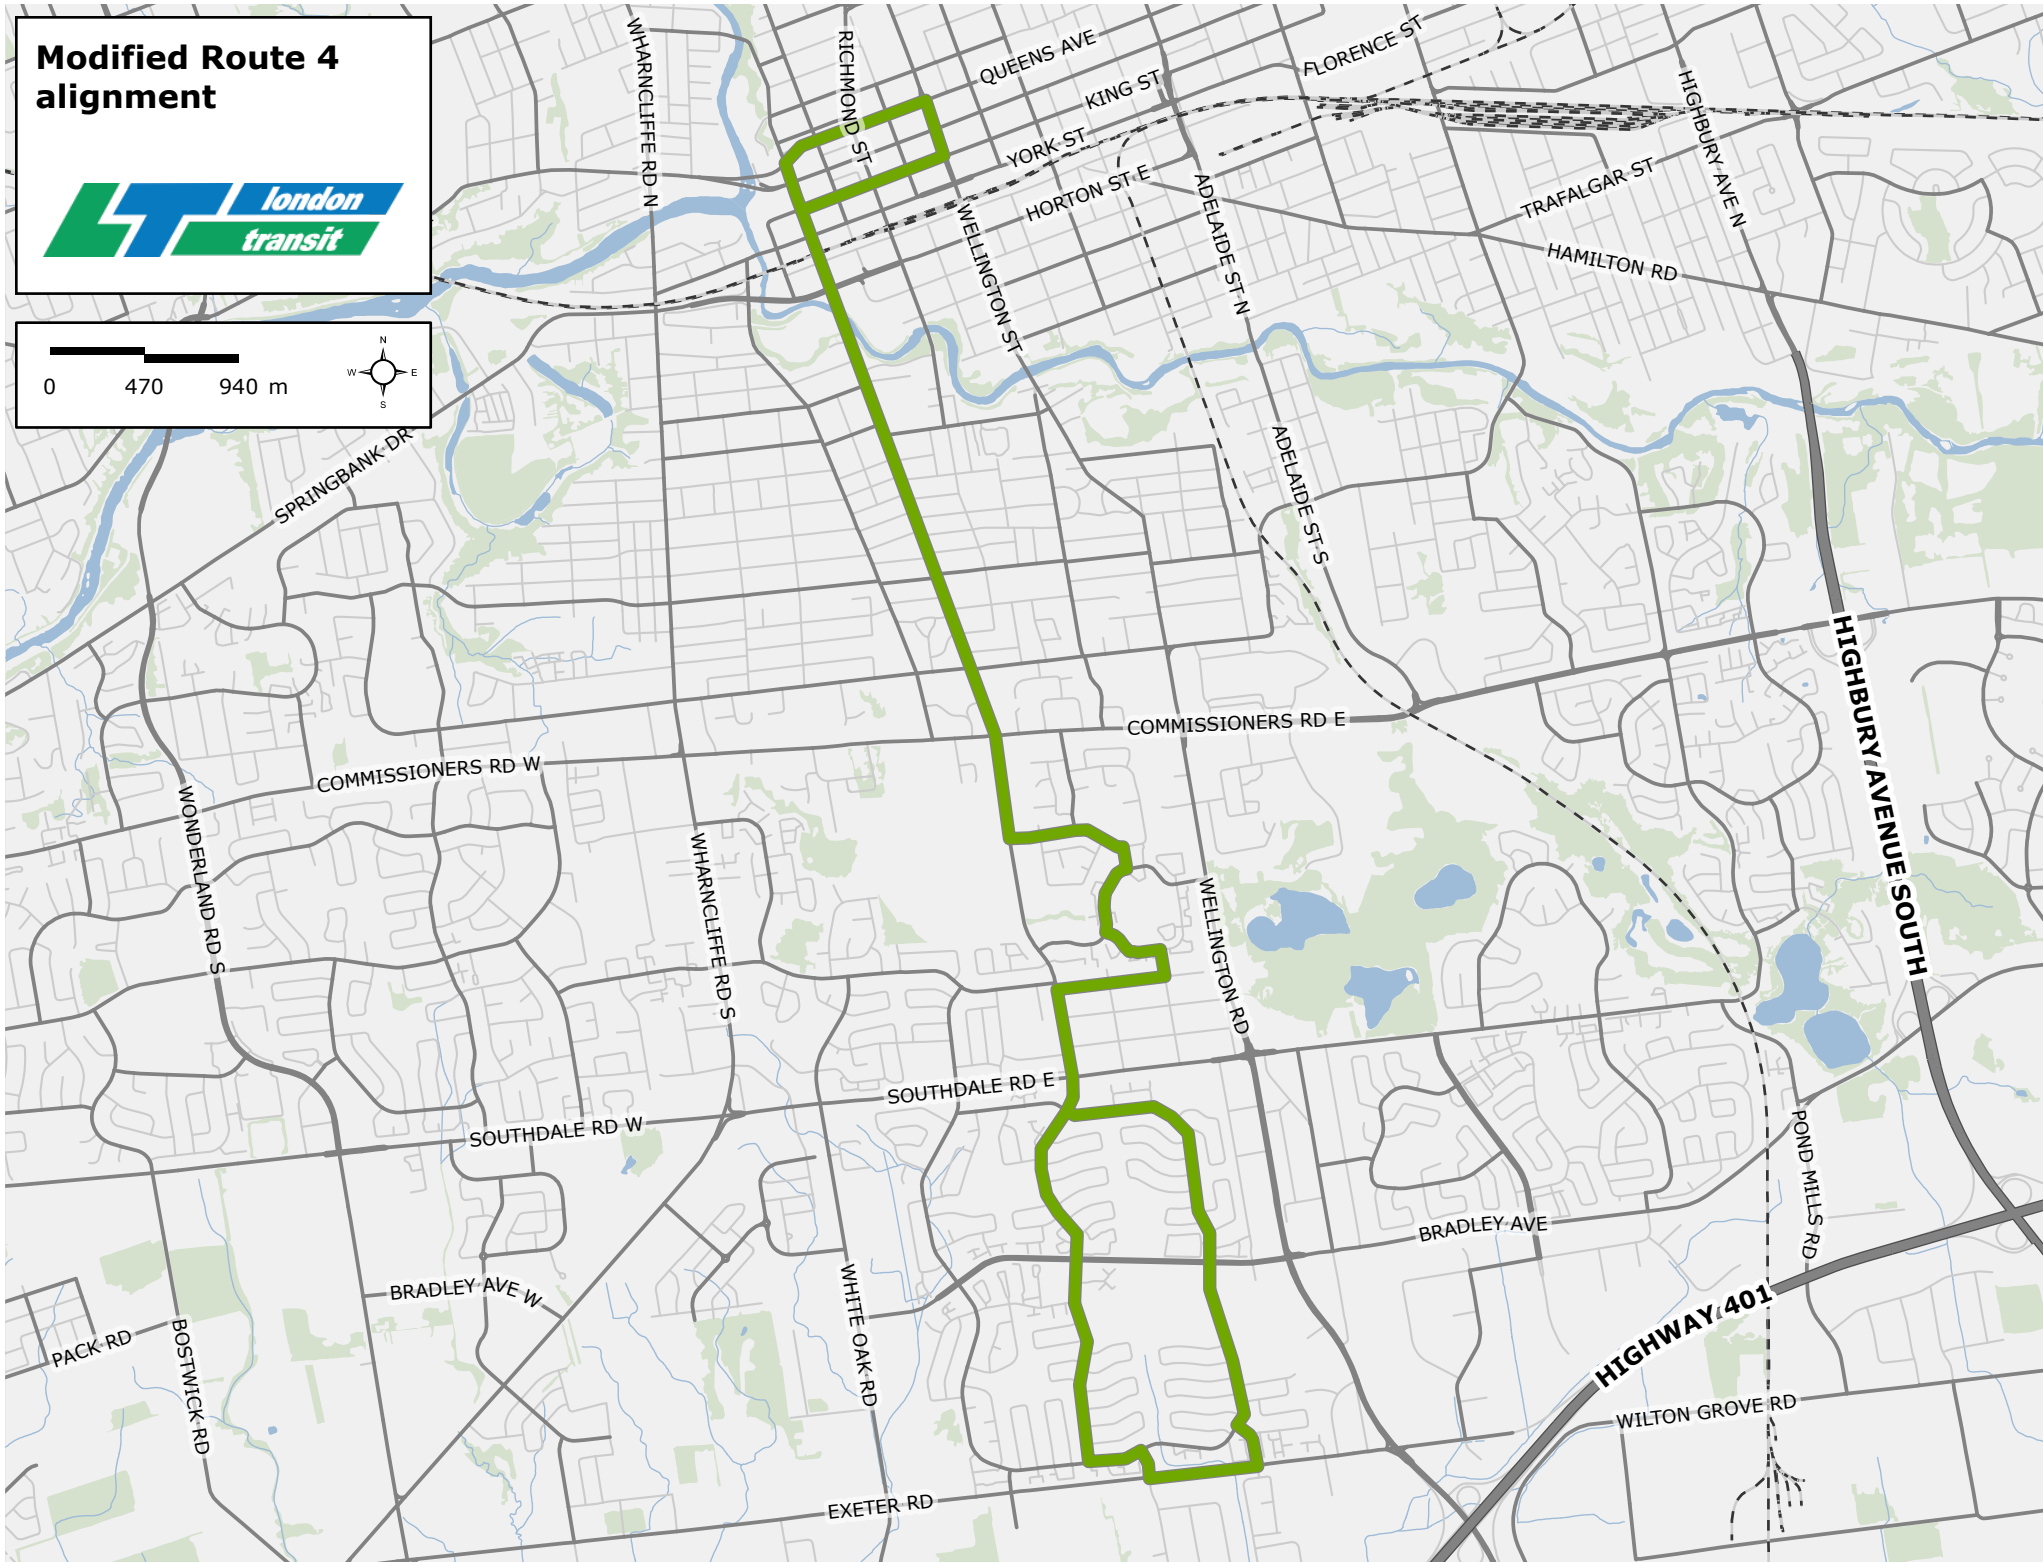 Modified Route 4
alignment
london
transit
0 470 940 m
N
W E
S
WHARNCLIFFE RD N
RICHMOND ST
QUEENS AVE
KING ST
FLORENCE ST
YORK ST
HORTON ST E
HIGHBURY AVE N
TRAFALGAR ST
HAMILTON RD
ADELAIDE ST N
WELLINGTON ST
SPRINGBANK DR
ADELAIDE ST S
HIGHBURY AVENUE SOUTH
COMMISSIONERS RD E
COMMISSIONERS RD W
WONDERLAND RD S
WHARNCLIFFE RD S
WELLINGTON RD
SOUTHDALE RD E
SOUTHDALE RD W
POND MILLS RD
BRADLEY AVE
BRADLEY AVE W
WHITE OAK RD
PACK RD
BOSTWICK RD
HIGHWAY 401
WILTON GROVE RD
EXETER RD